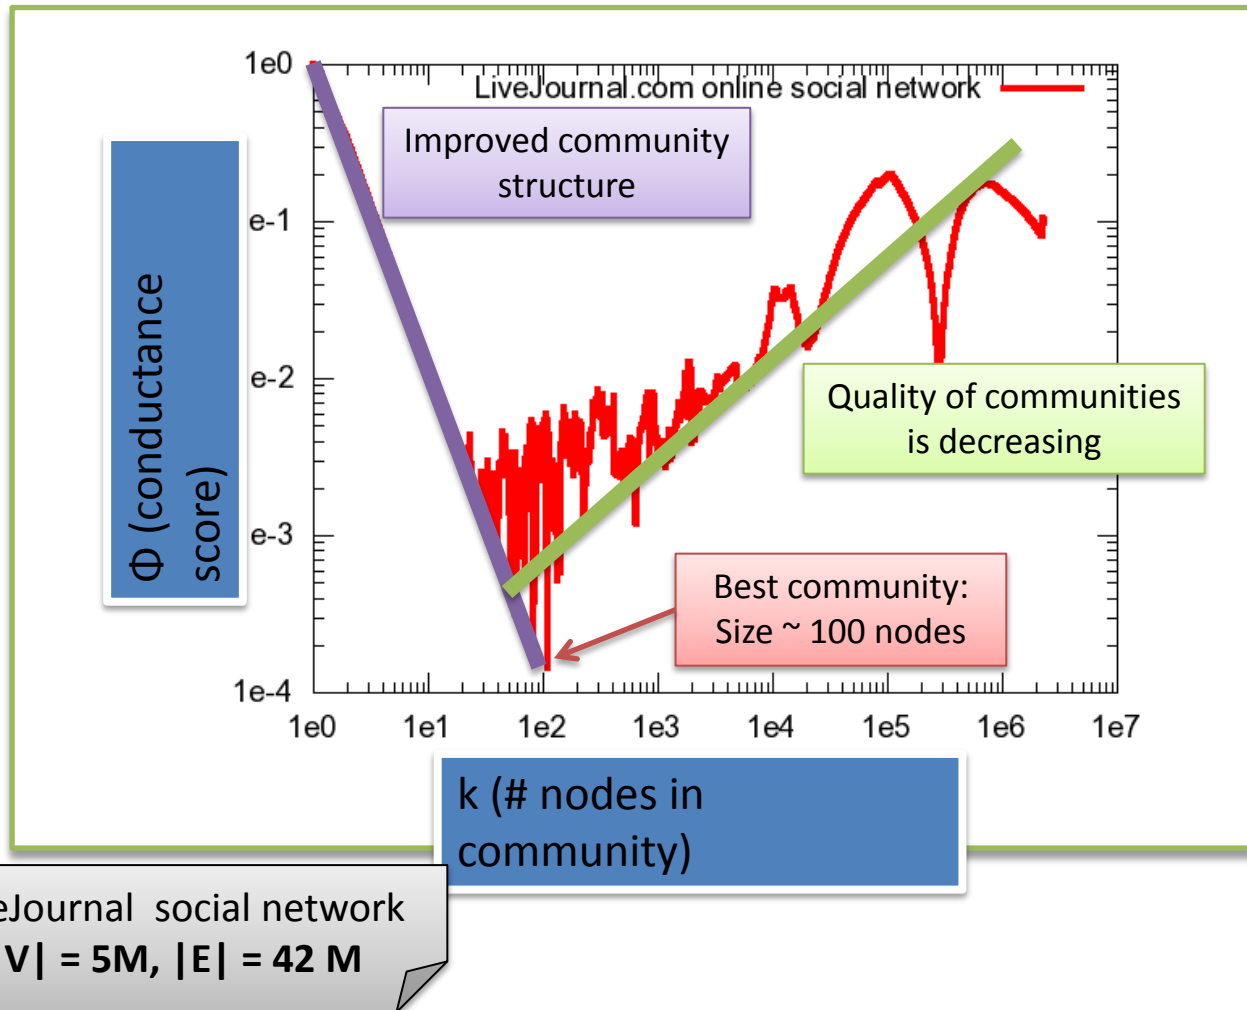 1e0
LiveJournal.com online social network
Improved community
structure
e-1
Φ (conductance
score)
e-2
Quality of communities
is decreasing
e-3
Best community:
Size ~ 100 nodes
1e-4
1e0 1e1 1e2 1e3 1e4 1e5 1e6 1e7
k (# nodes in
community)
eJournal social network
V| = 5M, |E| = 42 M